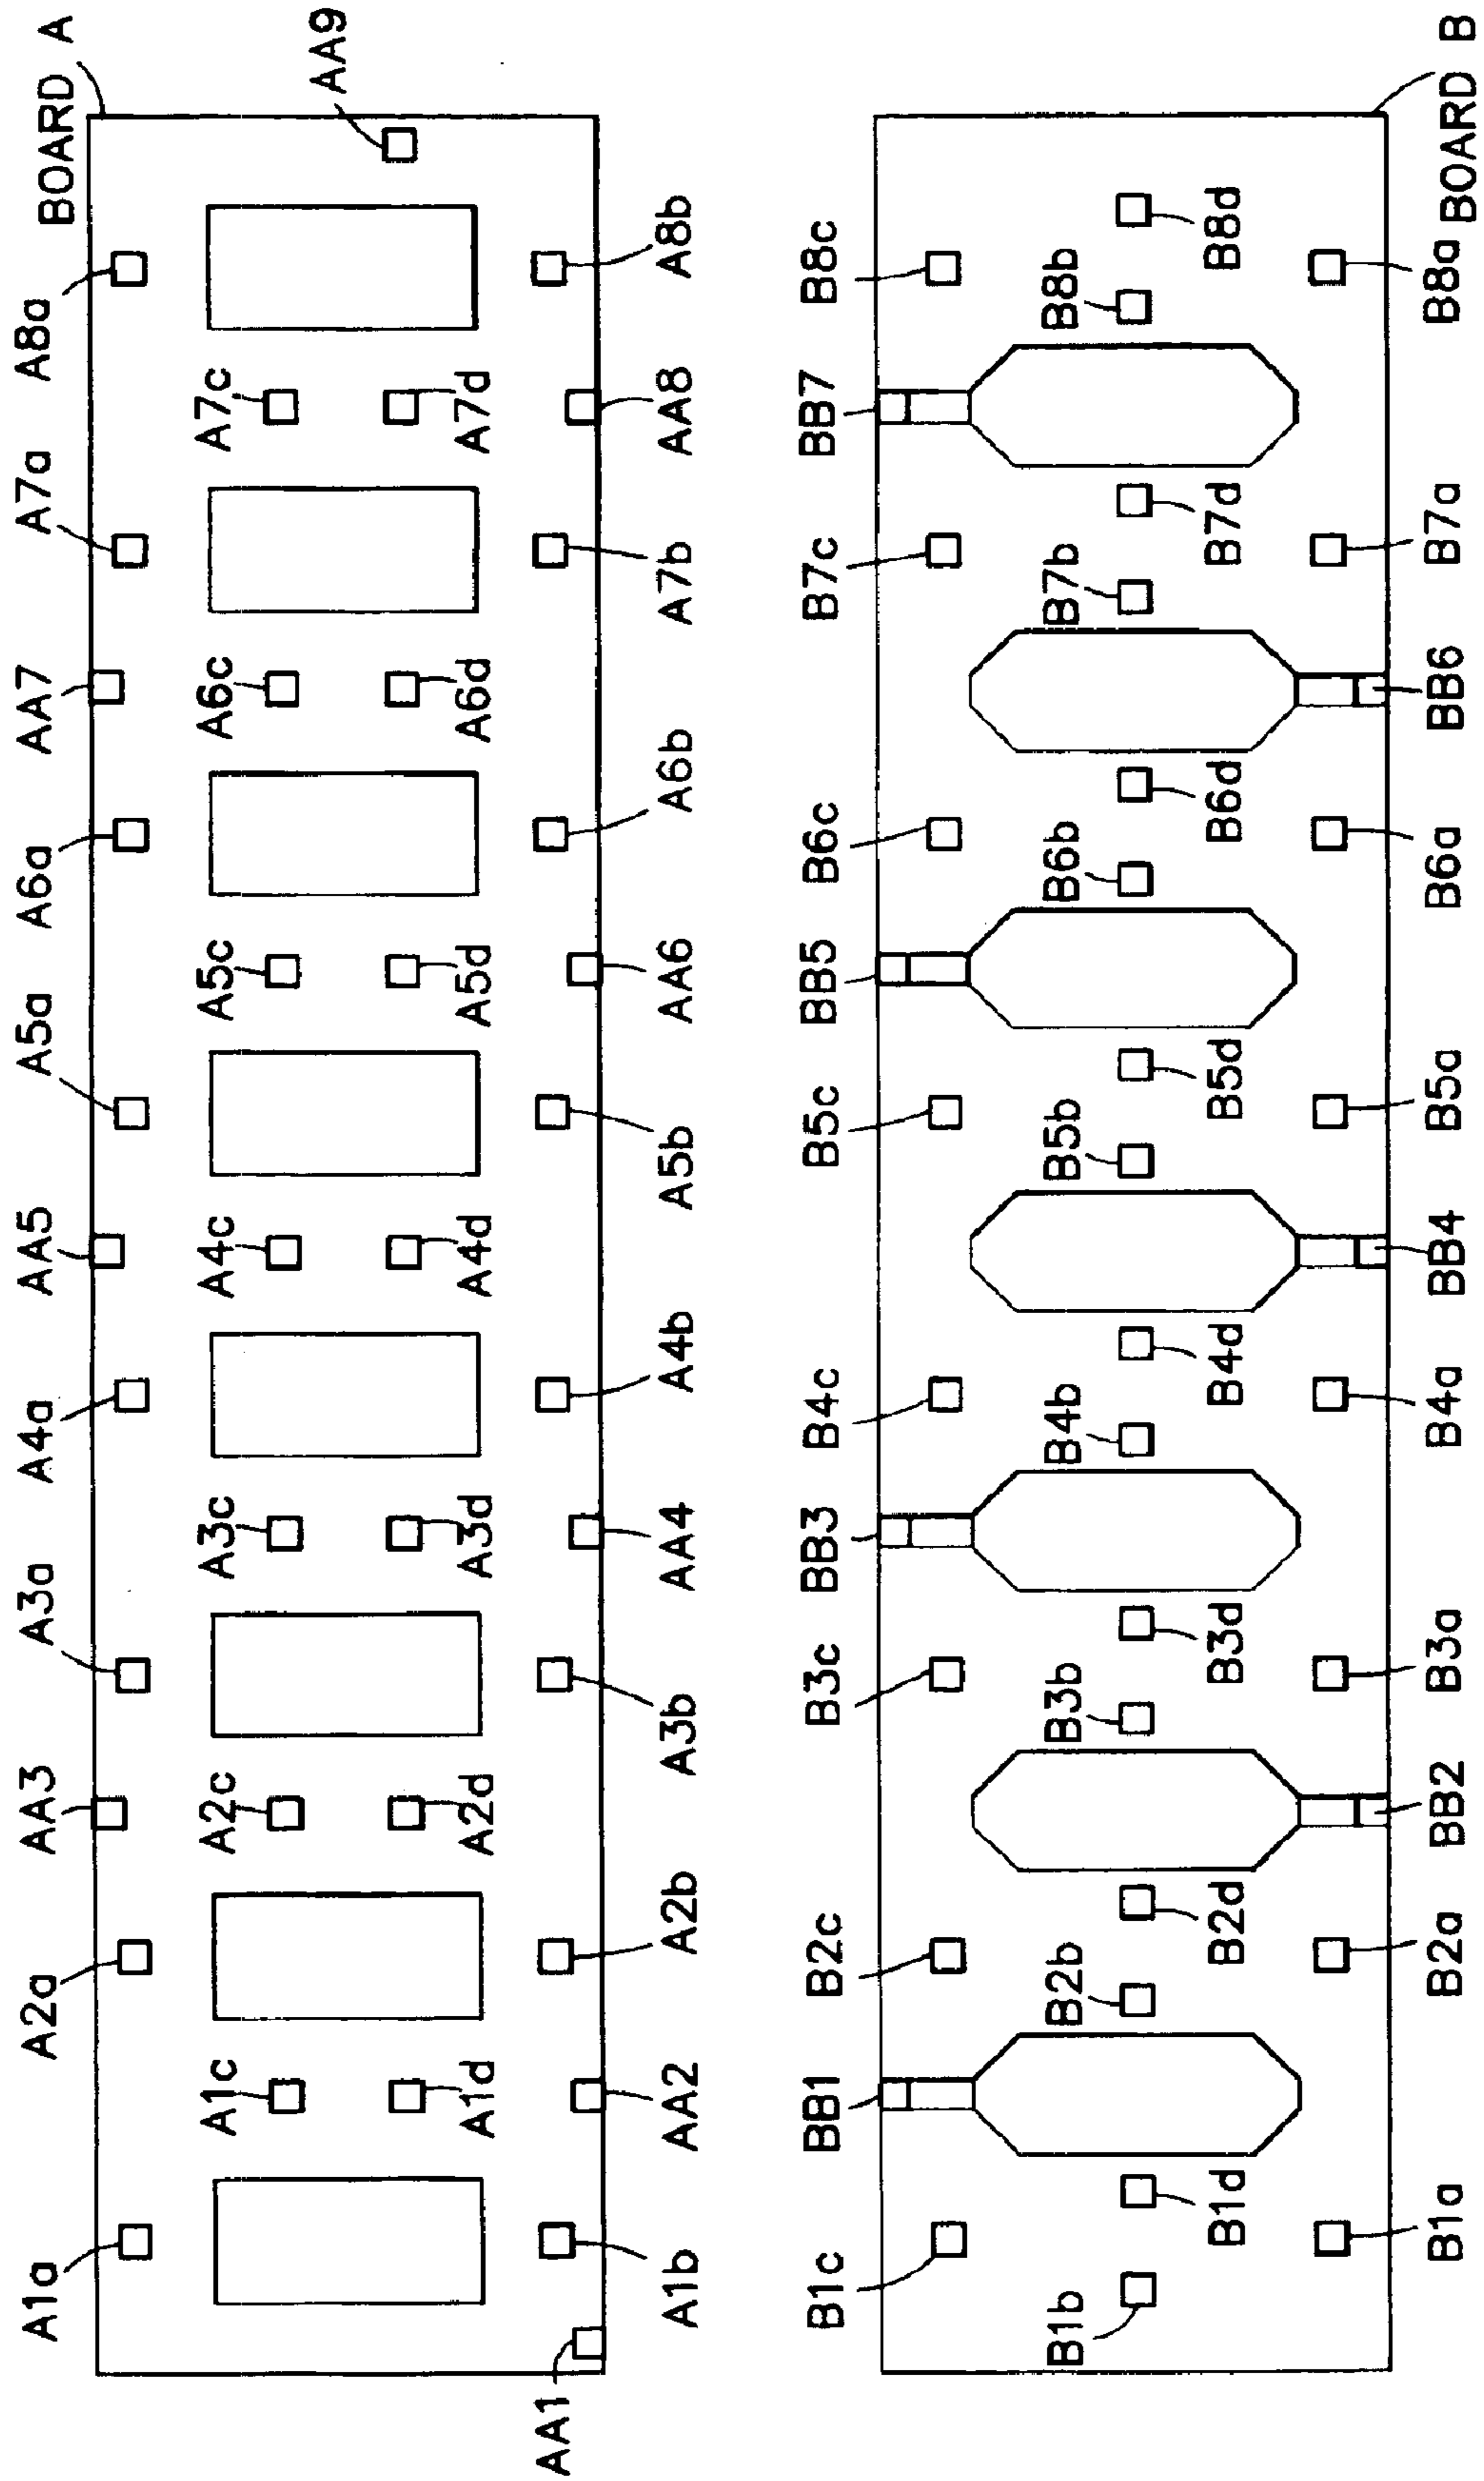 A1a A2a AA3 A3a A4a AA5 A5a A6a AA7 A7a A8a BOARD A
A1c A2c A3c A4c A5c A6c A7c AA9
A1d A2d A3d A4d A5d A6d A7d
AA1
A1b AA2 A2b A3b AA4 A4b A5b AA6 A6b A7b AA8 A8b
B1c BB1 B2c B3c BB3 B4c B5c BB5 B6c B7c BB7 B8c
B1b B2b B3b B4b B5b B6b B7b B8b
B1d B2d B3d B4d B5d B6d B7d B8d
B1a B2a BB2 B3a B4a BB4 B5a B6a BB6 B7a B8a BOARD B